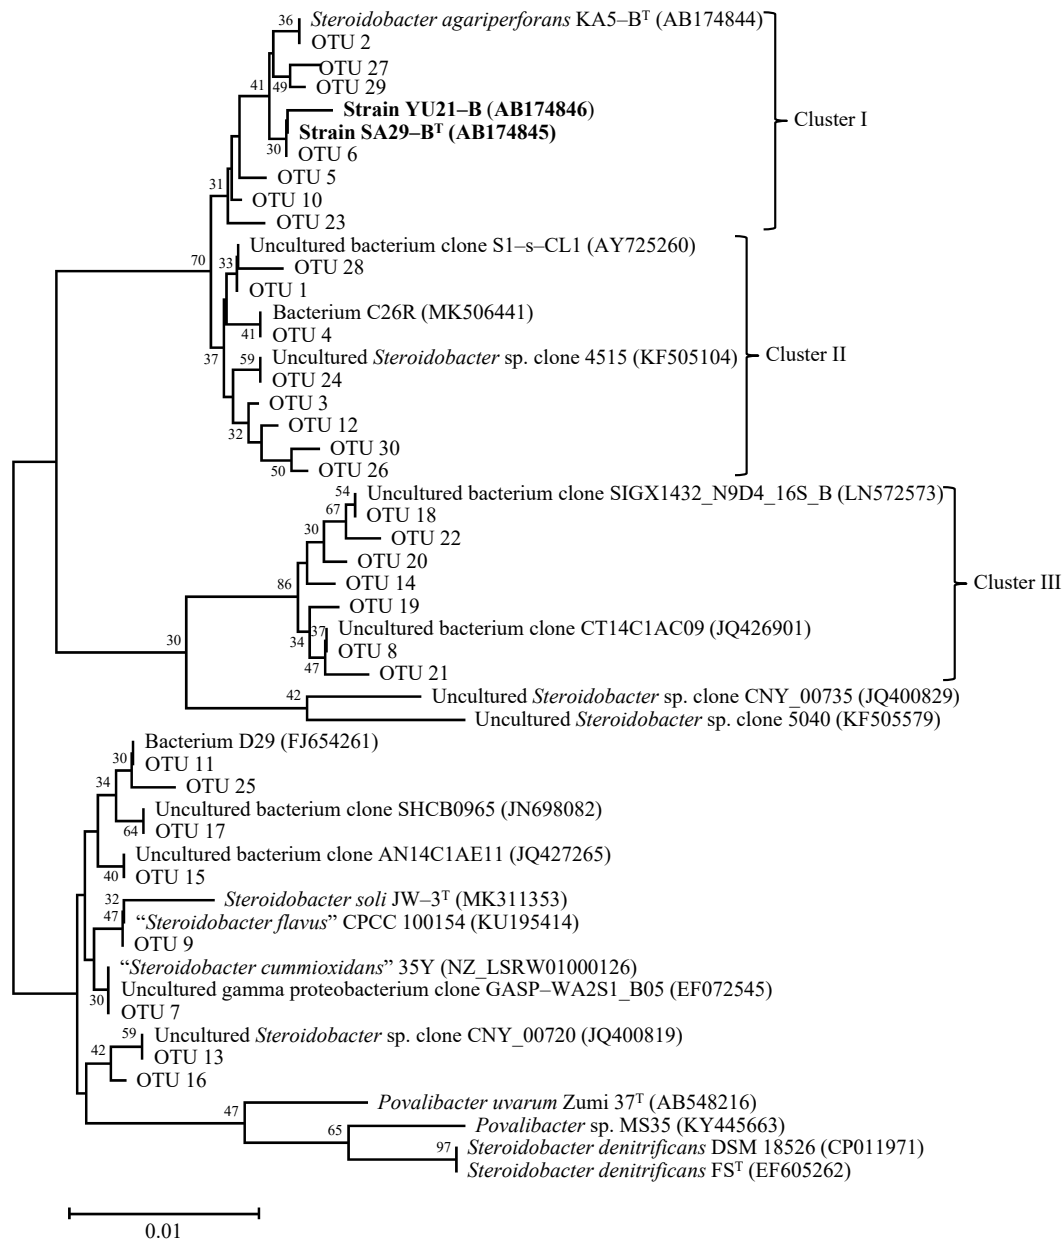 36
Steroidobacter agariperforans KA5–Bᵀ (AB174844)
OTU 2
OTU 27
41
49
OTU 29
Strain YU21–B (AB174846)
Cluster I
Strain SA29–Bᵀ (AB174845)
30
OTU 6
OTU 5
31
OTU 10
OTU 23
Uncultured bacterium clone S1–s–CL1 (AY725260)
70
33
OTU 28
OTU 1
Bacterium C26R (MK506441)
41
OTU 4
37
59
Uncultured Steroidobacter sp. clone 4515 (KF505104)
Cluster II
OTU 24
OTU 3
OTU 12
32
OTU 30
50
OTU 26
54
Uncultured bacterium clone SIGX1432_N9D4_16S_B (LN572573)
67
OTU 18
30
OTU 22
OTU 20
86
OTU 14
Cluster III
OTU 19
37
Uncultured bacterium clone CT14C1AC09 (JQ426901)
30
34
OTU 8
47
OTU 21
42
Uncultured Steroidobacter sp. clone CNY_00735 (JQ400829)
Uncultured Steroidobacter sp. clone 5040 (KF505579)
Bacterium D29 (FJ654261)
30
OTU 11
34
OTU 25
Uncultured bacterium clone SHCB0965 (JN698082)
64
OTU 17
Uncultured bacterium clone AN14C1AE11 (JQ427265)
40
OTU 15
32
Steroidobacter soli JW–3ᵀ (MK311353)
47
“Steroidobacter flavus” CPCC 100154 (KU195414)
OTU 9
“Steroidobacter cummioxidans” 35Y (NZ_LSRW01000126)
Uncultured gamma proteobacterium clone GASP–WA2S1_B05 (EF072545)
30
OTU 7
59
Uncultured Steroidobacter sp. clone CNY_00720 (JQ400819)
42
OTU 13
OTU 16
47
Povalibacter uvarum Zumi 37ᵀ (AB548216)
65
Povalibacter sp. MS35 (KY445663)
97
Steroidobacter denitrificans DSM 18526 (CP011971)
Steroidobacter denitrificans FSᵀ (EF605262)
0.01